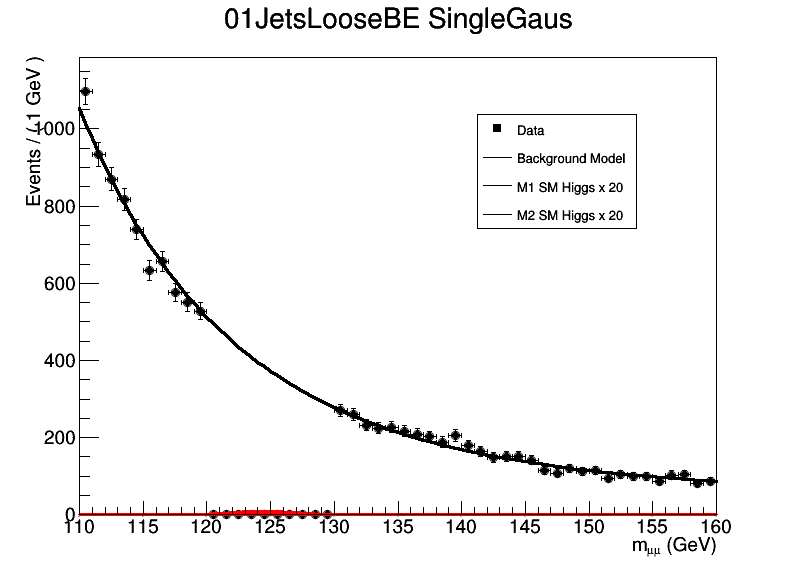 01JetsLooseBE SingleGaus
Events / ( 1 GeV )
1000
800
600
400
200
0
Data
Background Model
M1 SM Higgs x 20
M2 SM Higgs x 20
110 115 120 125 130 135 140 145 150 155 160
mμμ (GeV)